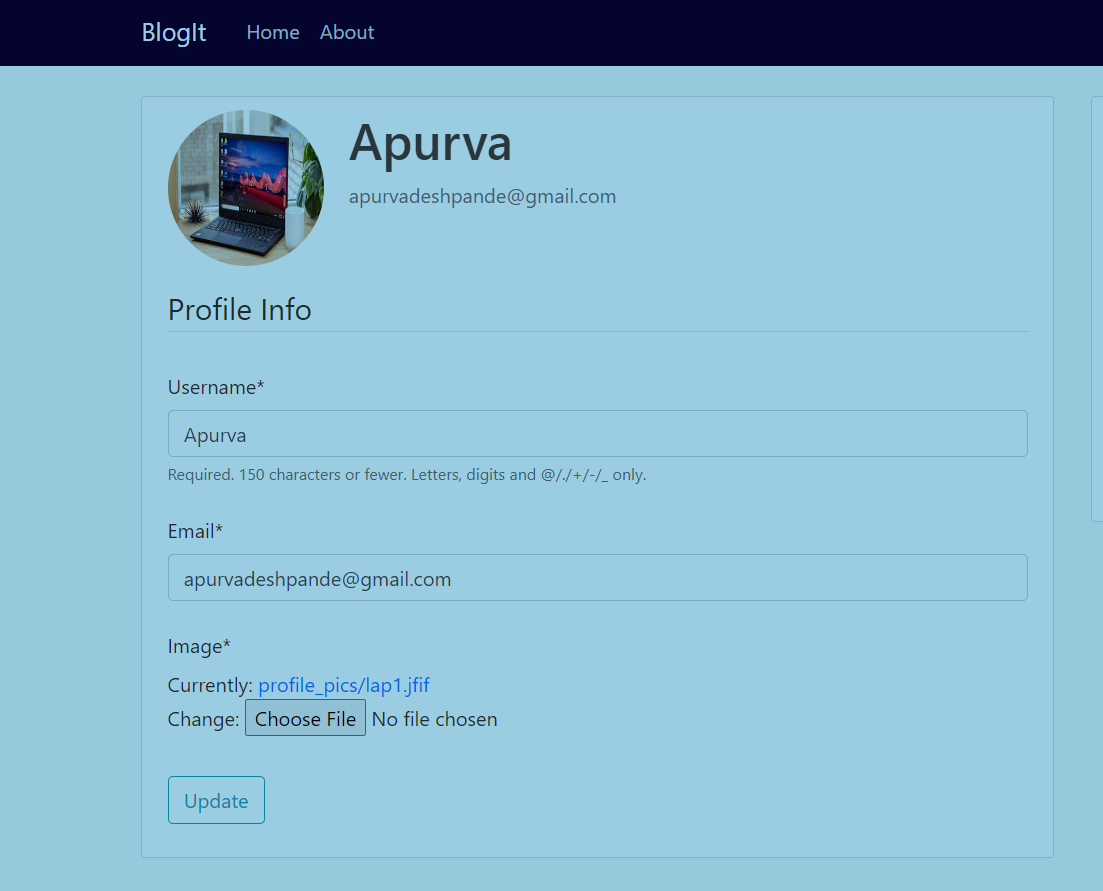 BlogIt Home About
Apurva
apurvadeshpande@gmail.com
Profile Info
Username*
Apurva
Required. 150 characters or fewer. Letters, digits and @/./+/-/_ only.
Email*
apurvadeshpande@gmail.com
Image*
Currently: profile_pics/lap1.jfif
Change: Choose File No file chosen
Update